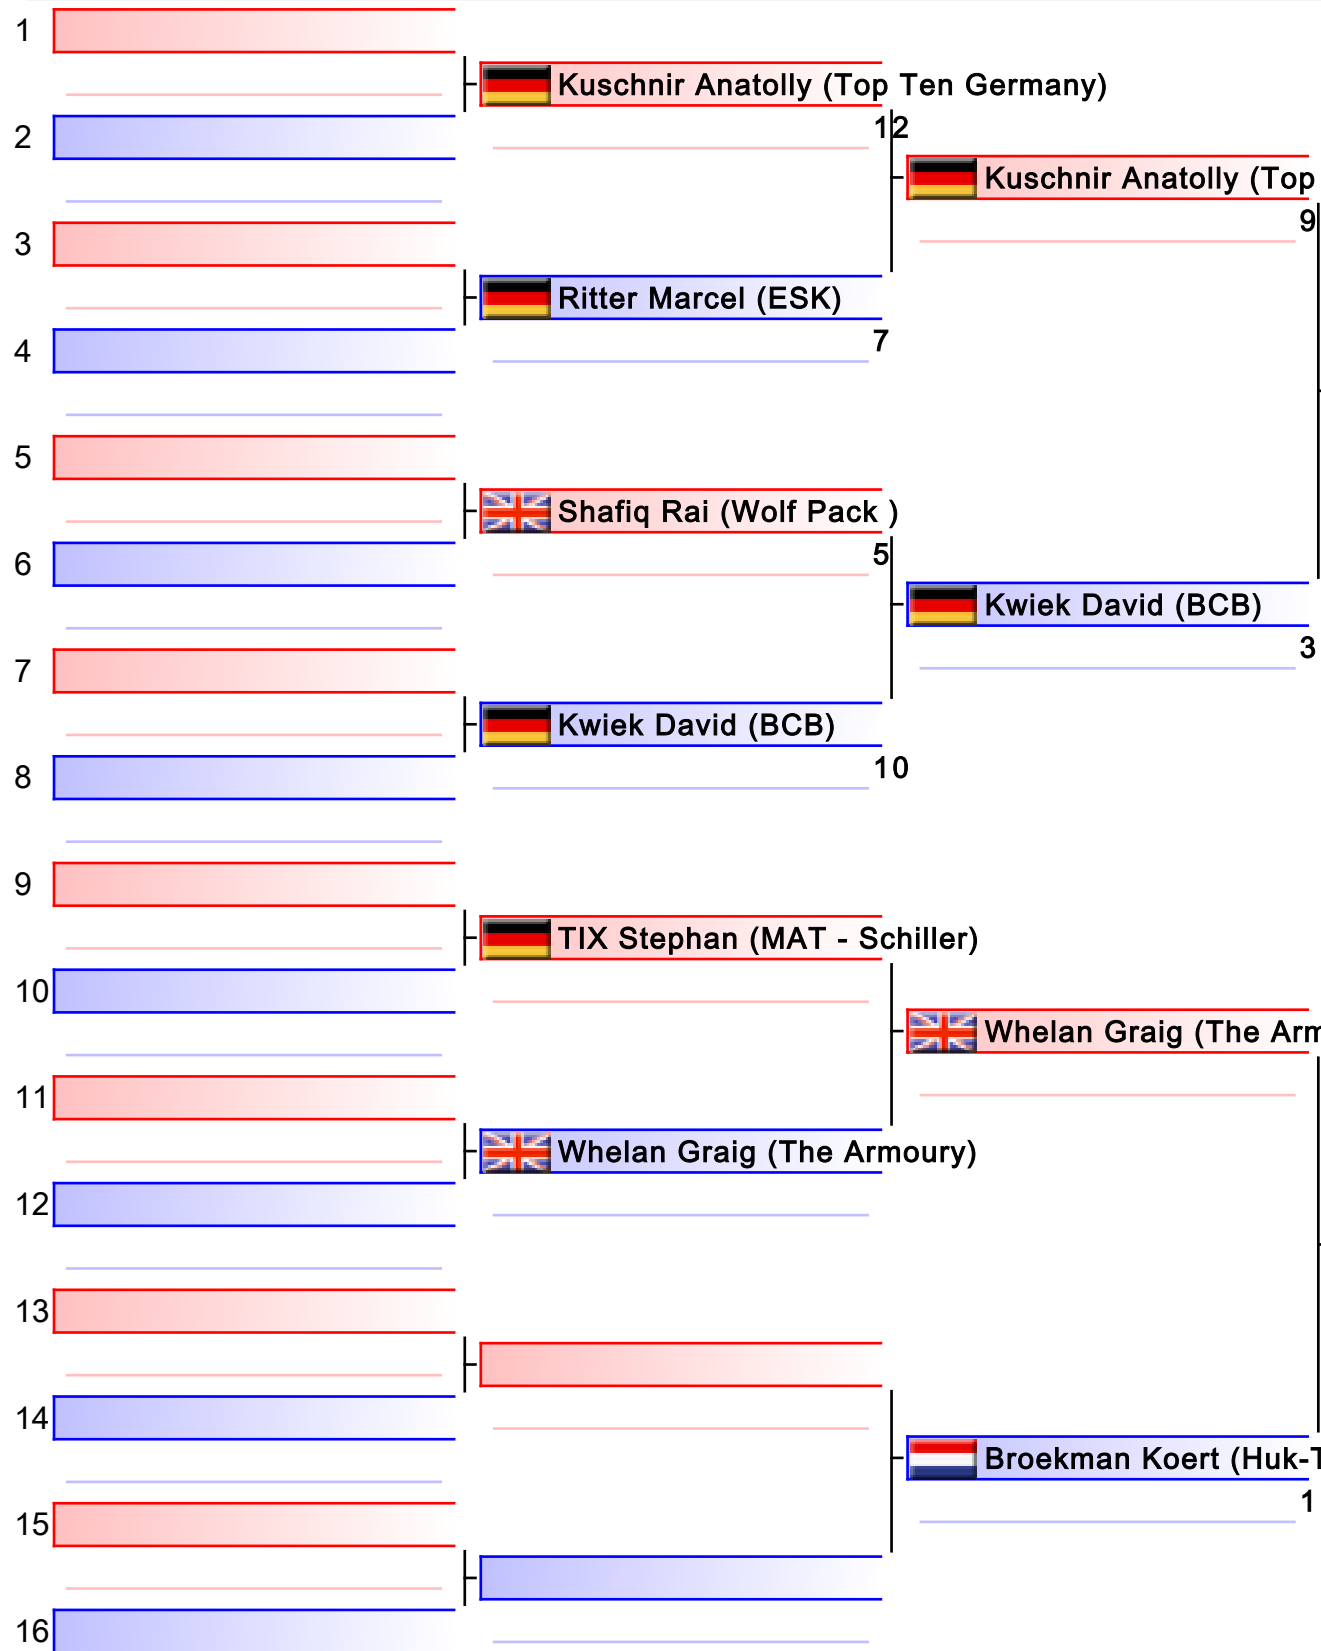 1
Kuschnir Anatolly (Top Ten Germany)
12
2
Kuschnir Anatolly (Top
9
3
Ritter Marcel (ESK)
7
4
5
Shafiq Rai (Wolf Pack )
5
6
Kwiek David (BCB)
3
7
Kwiek David (BCB)
10
8
9
TIX Stephan (MAT - Schiller)
10
Whelan Graig (The Arm
11
Whelan Graig (The Armoury)
12
13
14
Broekman Koert (Huk-T
1
15
16